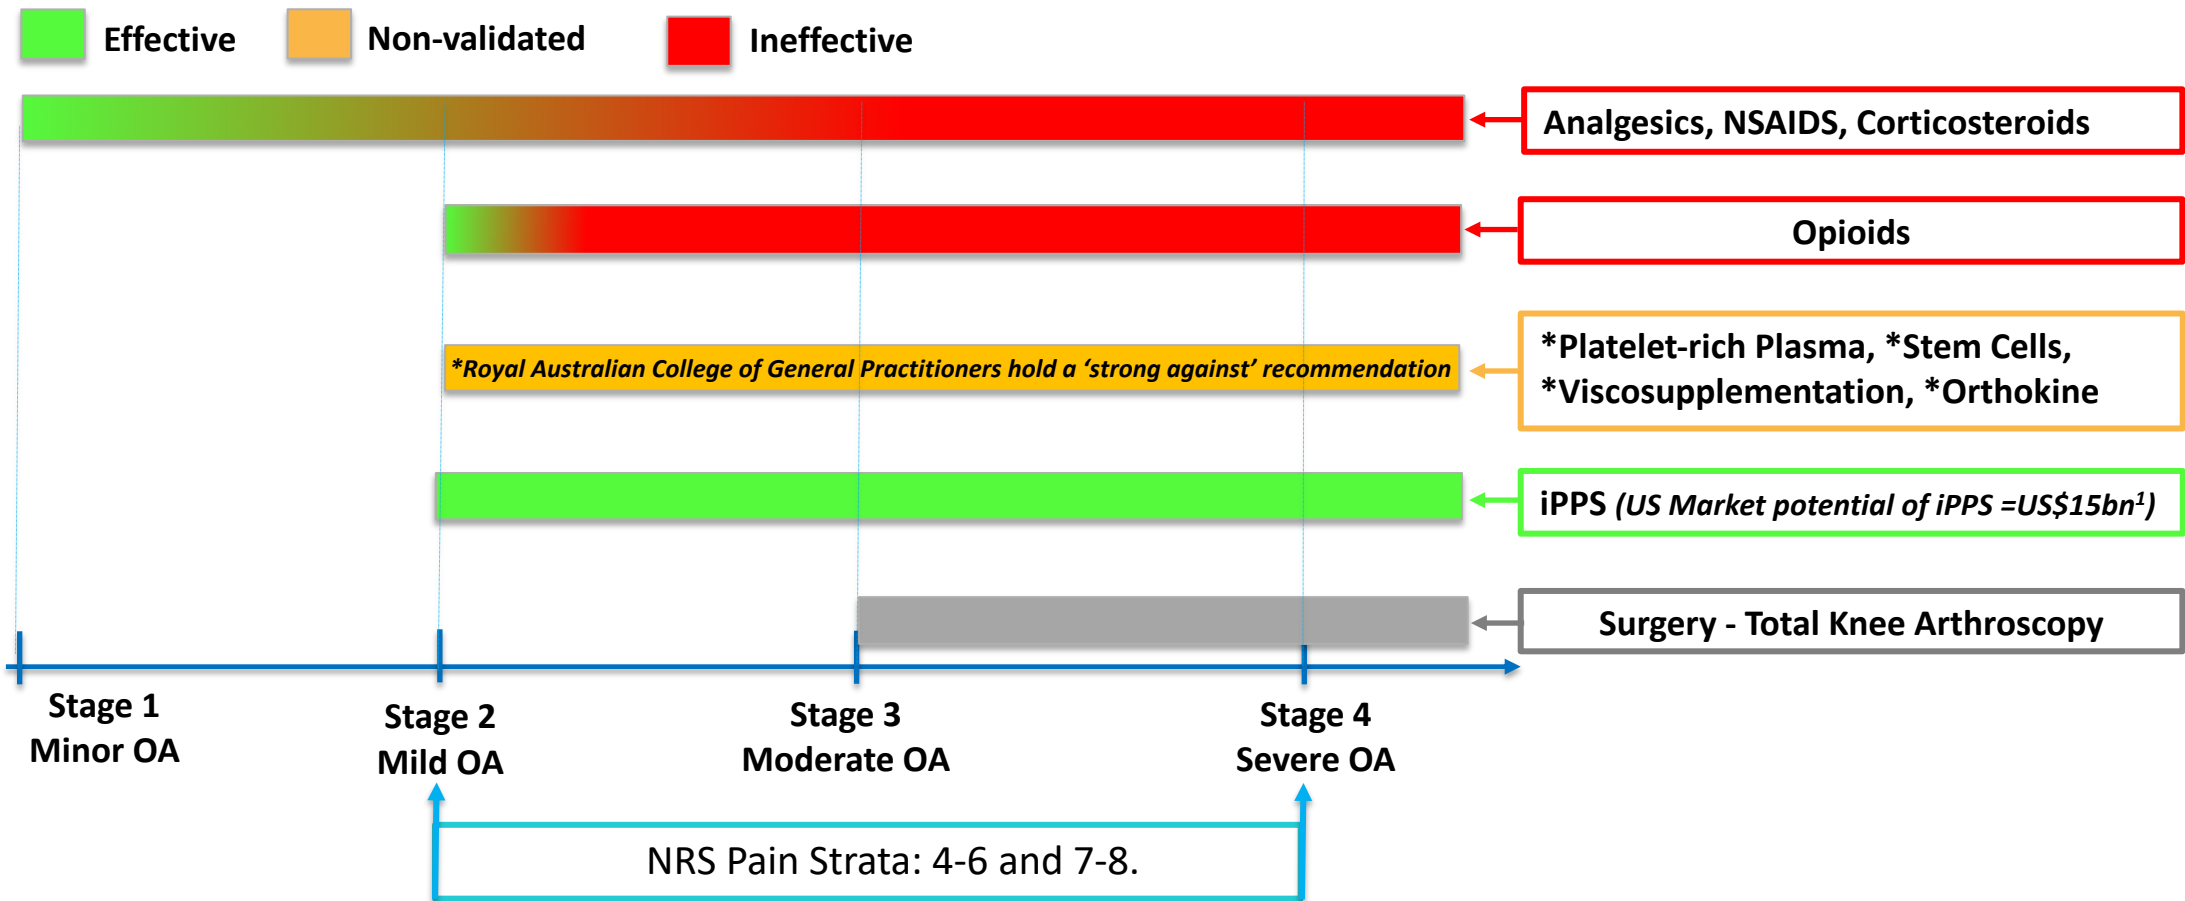 Effective
Non-validated
Ineffective
Analgesics, NSAIDS, Corticosteroids
Opioids
*Royal Australian College of General Practitioners hold a ‘strong against’ recommendation
*Platelet-rich Plasma, *Stem Cells,
*Viscosupplementation, *Orthokine
iPPS (US Market potential of iPPS =US$15bn¹)
Surgery - Total Knee Arthroscopy
Stage 1
Minor OA
Stage 2
Mild OA
Stage 3
Moderate OA
Stage 4
Severe OA
NRS Pain Strata: 4-6 and 7-8.